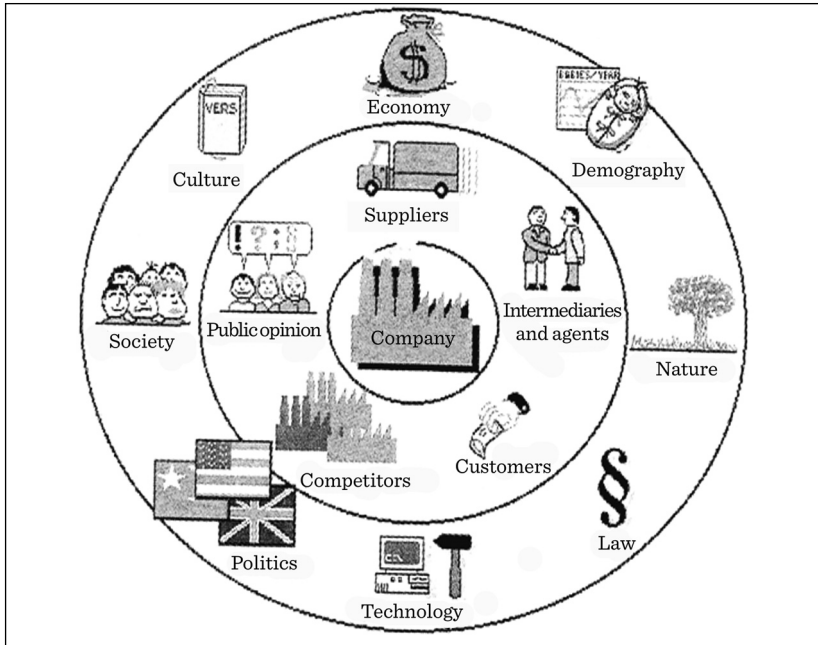 $
Economy
BABIES/YEAR
Demography
VERS
Culture
Suppliers
! ? : §
Society
Public opinion
Company
Intermediaries
and agents
Nature
Competitors
Customers
§
Law
Politics
Technology